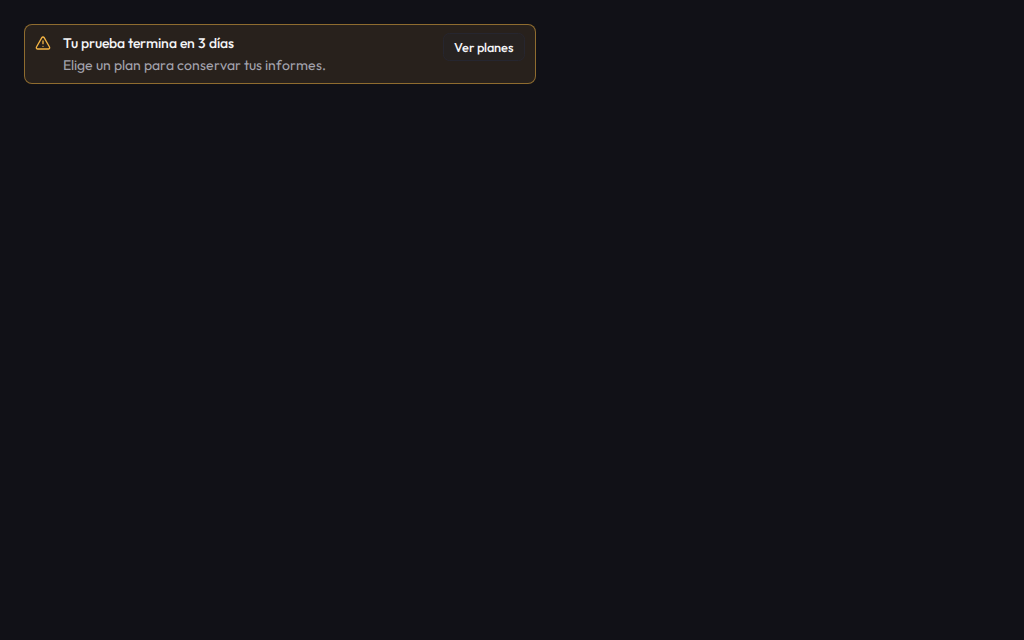 Tu prueba termina en 3 días
Ver planes
Elige un plan para conservar tus informes.